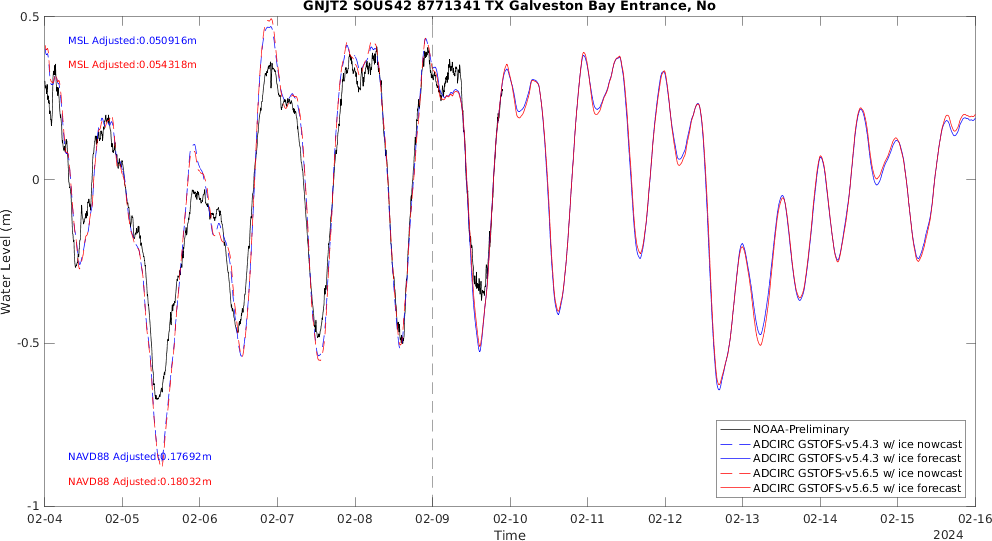 GNJT2 SOUS42 8771341 TX Galveston Bay Entrance, No
MSL Adjusted:0.050916m
MSL Adjusted:0.054318m
NAVD88 Adjusted:0.17692m
NAVD88 Adjusted:0.18032m
0.5
0
-0.5
-1
Water Level (m)
NOAA-Preliminary
ADCIRC GSTOFS-v5.4.3 w/ ice nowcast
ADCIRC GSTOFS-v5.4.3 w/ ice forecast
ADCIRC GSTOFS-v5.6.5 w/ ice nowcast
ADCIRC GSTOFS-v5.6.5 w/ ice forecast
02-04 02-05 02-06 02-07 02-08 02-09 02-10 02-11 02-12 02-13 02-14 02-15 02-16
Time
2024